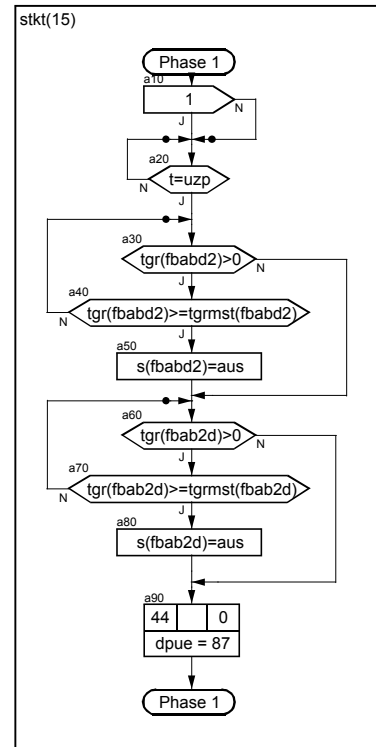 stkt(15)
Phase 1
a10
1
N
J
a20
t=uzp
N
J
a30
tgr(fbabd2)>0
N
J
a40
tgr(fbabd2)>=tgrmst(fbabd2)
N
J
a50
s(fbabd2)=aus
a60
tgr(fbab2d)>0
N
J
a70
tgr(fbab2d)>=tgrmst(fbab2d)
N
J
a80
s(fbab2d)=aus
a90
44 0
dpue = 87
Phase 1